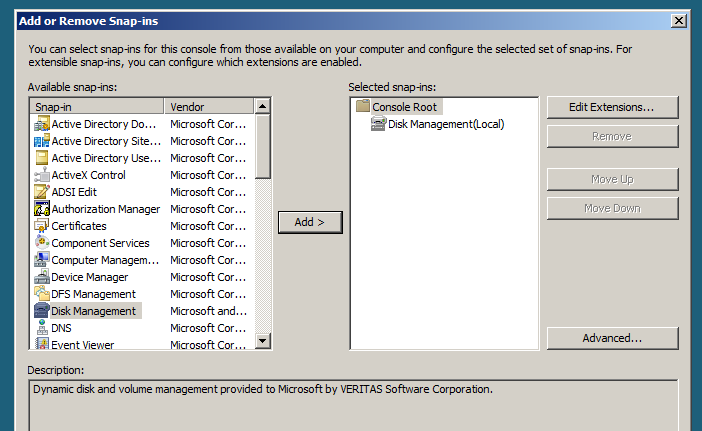 Add or Remove Snap-ins
You can select snap-ins for this console from those available on your computer and configure the selected set of snap-ins. For
extensible snap-ins, you can configure which extensions are enabled.
Available snap-ins:
Selected snap-ins:
Snap-in Vendor
Active Directory Do... Microsoft Cor...
Active Directory Site... Microsoft Cor...
Active Directory Use... Microsoft Cor...
ActiveX Control Microsoft Cor...
ADSI Edit Microsoft Cor...
Authorization Manager Microsoft Cor...
Certificates Microsoft Cor...
Component Services Microsoft Cor...
Computer Managem... Microsoft Cor...
Device Manager Microsoft Cor...
DFS Management Microsoft Cor...
Disk Management Microsoft and...
DNS Microsoft Cor...
Event Viewer Microsoft Cor...
Add >
Console Root
Disk Management(Local)
Edit Extensions...
Remove
Move Up
Move Down
Advanced...
Description:
Dynamic disk and volume management provided to Microsoft by VERITAS Software Corporation.